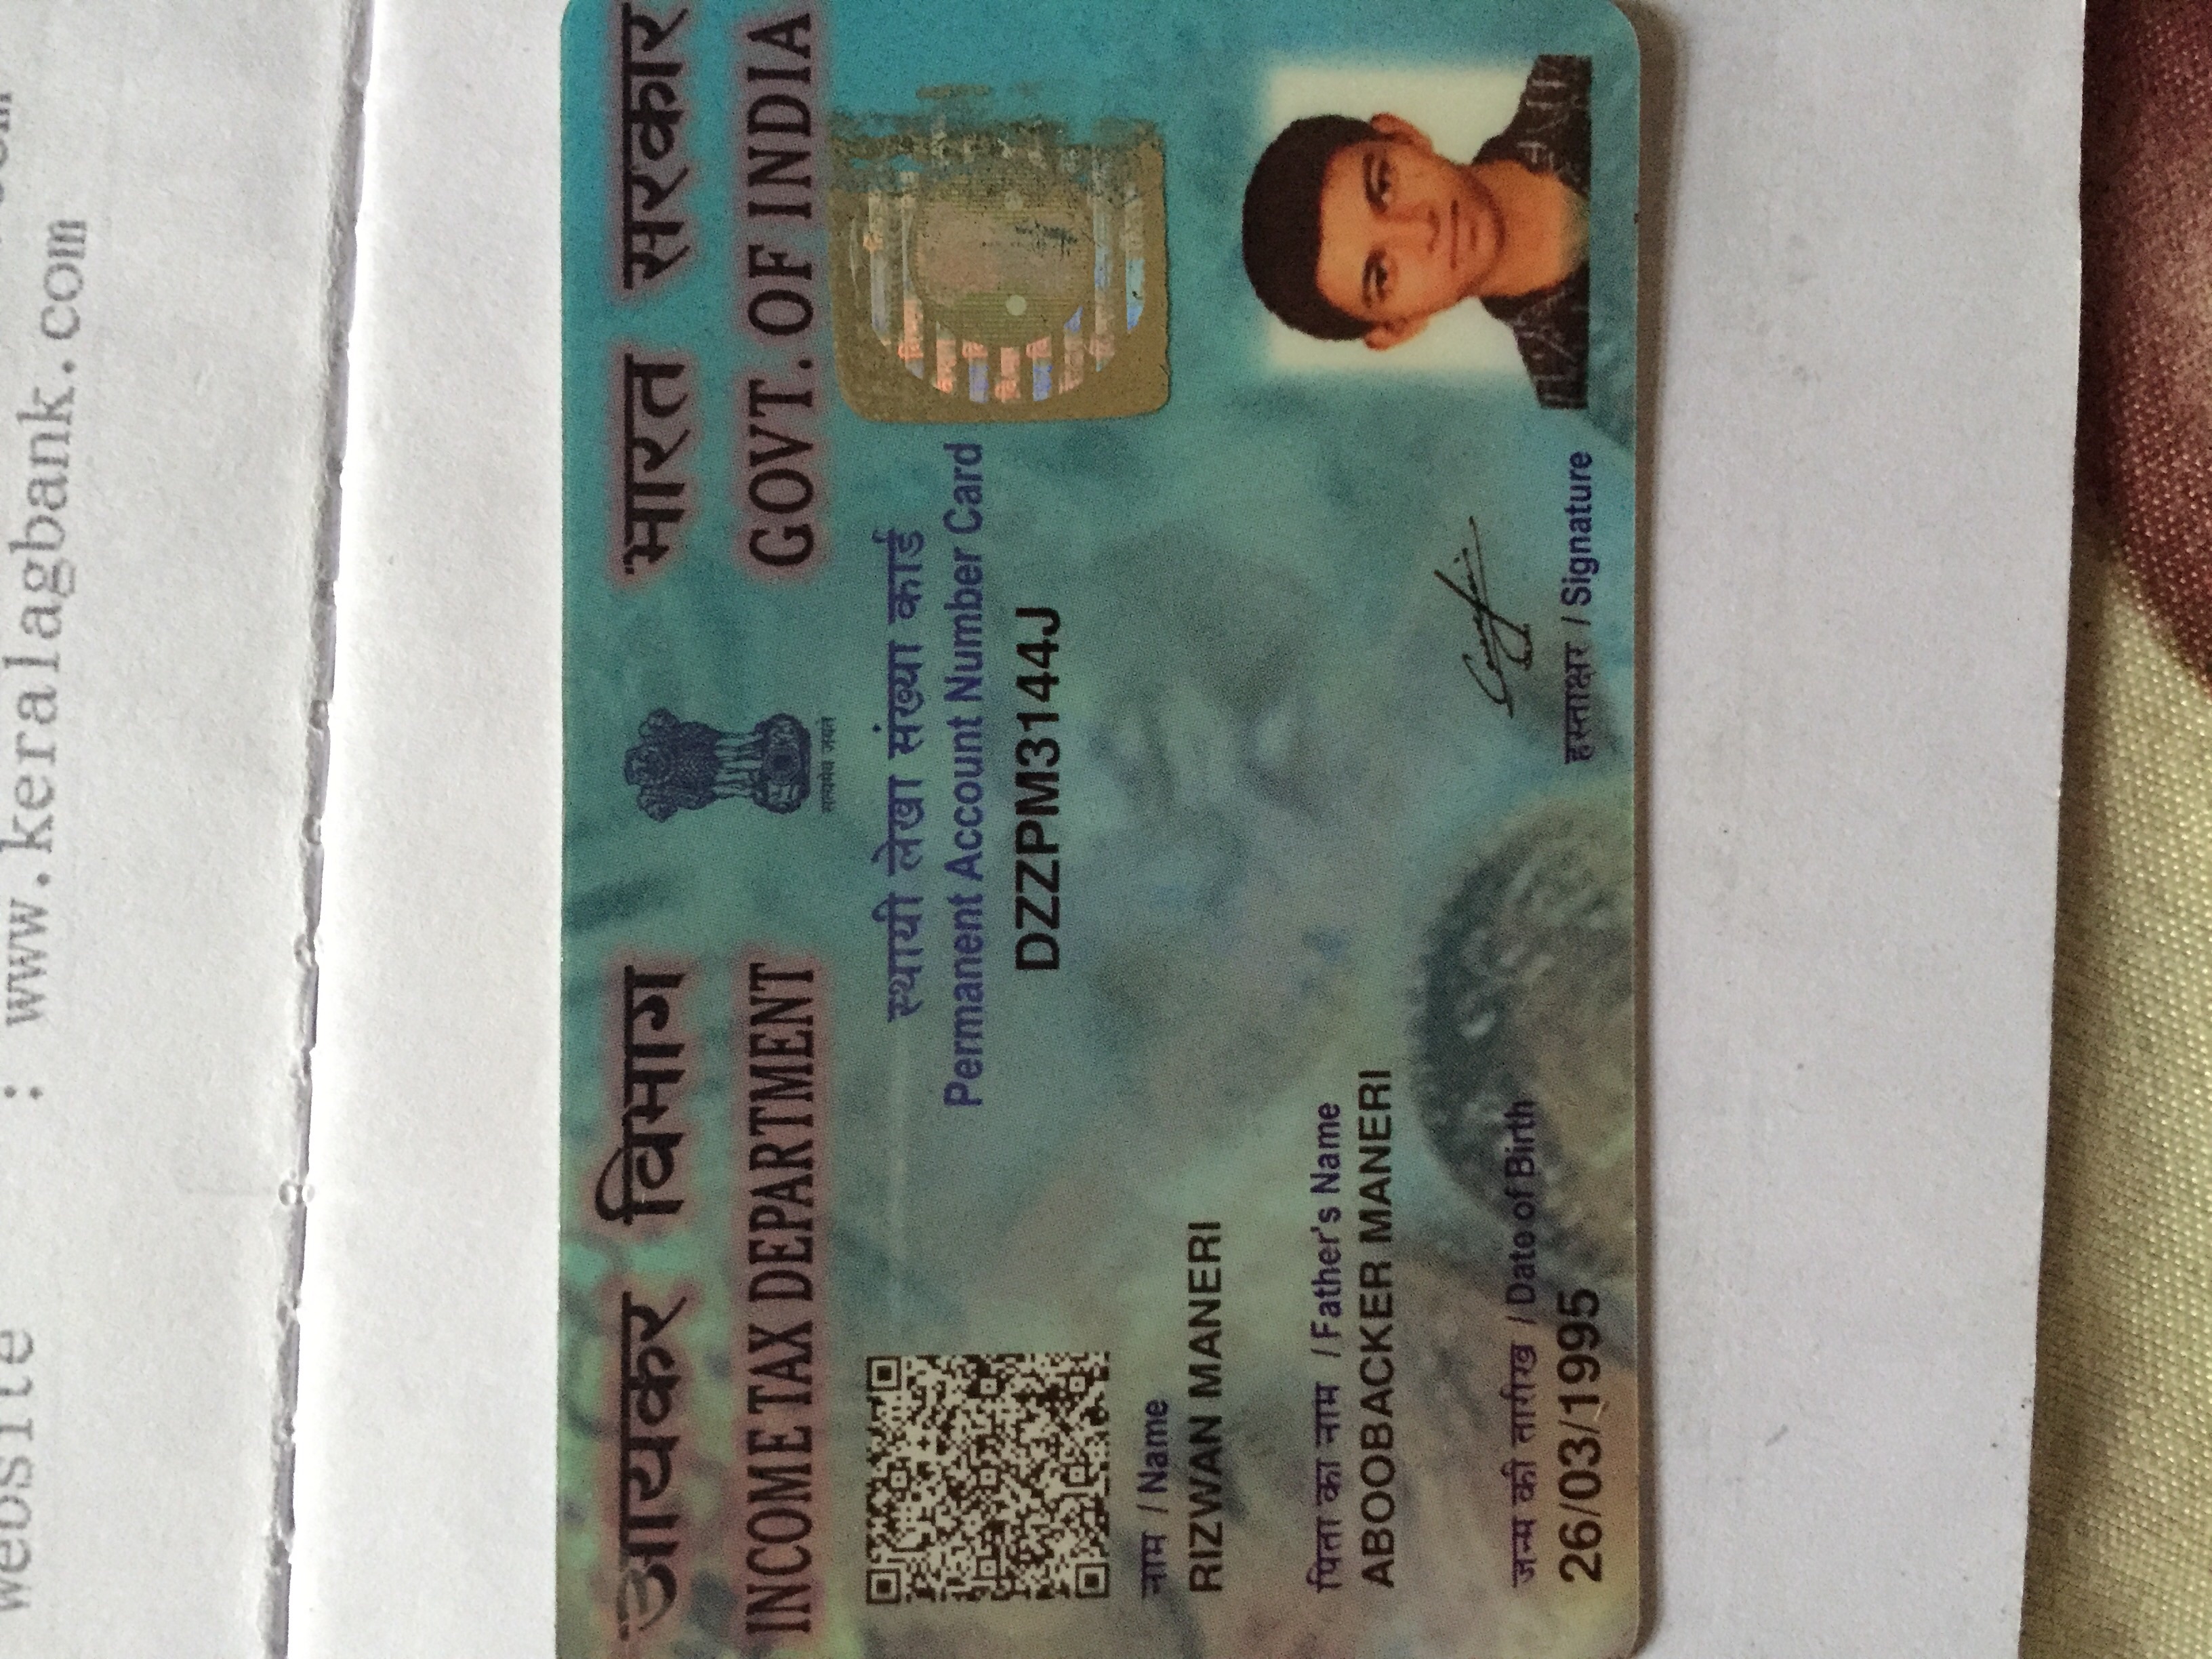 website : www.keralagbank.com
आयकर विभाग
INCOME TAX DEPARTMENT
सत्यमेव जयते
भारत सरकार
GOVT. OF INDIA
स्थायी लेखा संख्या कार्ड
Permanent Account Number Card
DZZPM3144J
नाम / Name
RIZWAN MANERI
पिता का नाम / Father's Name
ABOOBACKER MANERI
जन्म की तारीख / Date of Birth
26/03/1995
हस्ताक्षर / Signature